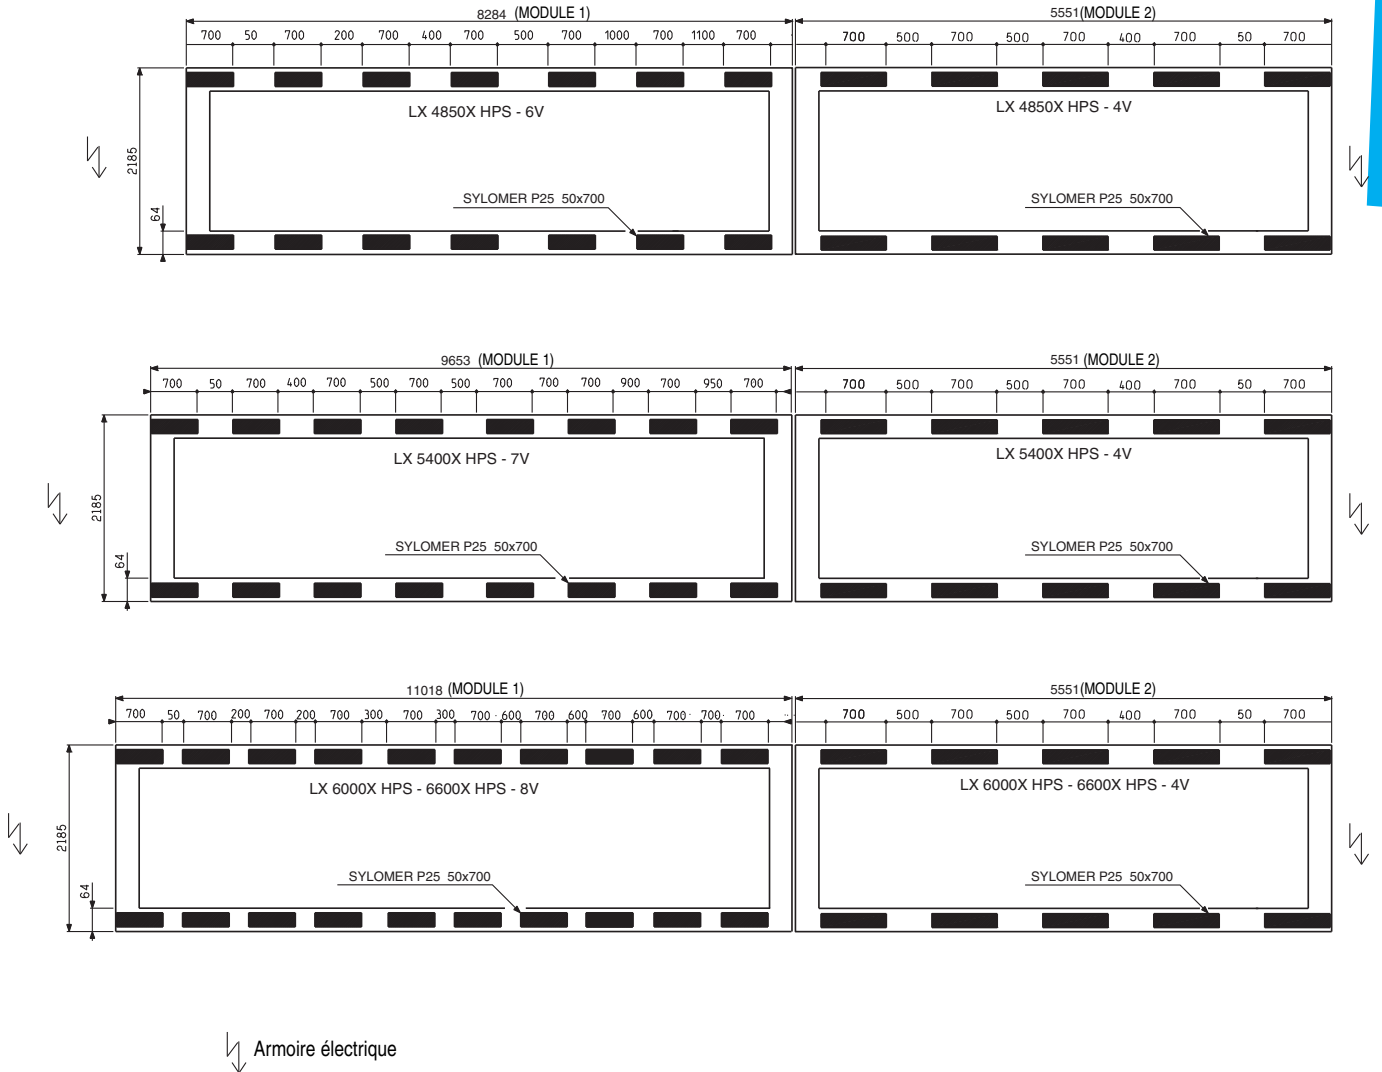 8284 (MODULE 1) 5551(MODULE 2)
700 50 700 200 700 400 700 500 700 1000 700 1100 700 700 500 700 500 700 400 700 50 700
LX 4850X HPS - 6V LX 4850X HPS - 4V
2185
SYLOMER P25 50x700 SYLOMER P25 50x700
64
9653 (MODULE 1) 5551 (MODULE 2)
700 50 700 400 700 500 700 500 700 700 700 900 700 950 700 700 500 700 500 700 400 700 50 700
LX 5400X HPS - 7V LX 5400X HPS - 4V
2185
SYLOMER P25 50x700 SYLOMER P25 50x700
64
11018 (MODULE 1) 5551(MODULE 2)
700 50 700 200 700 200 700 300 700 300 700 600 700 600 700 600 700 700 700 700 500 700 500 700 400 700 50 700
LX 6000X HPS - 6600X HPS - 8V LX 6000X HPS - 6600X HPS - 4V
2185
SYLOMER P25 50x700 SYLOMER P25 50x700
64
Armoire électrique